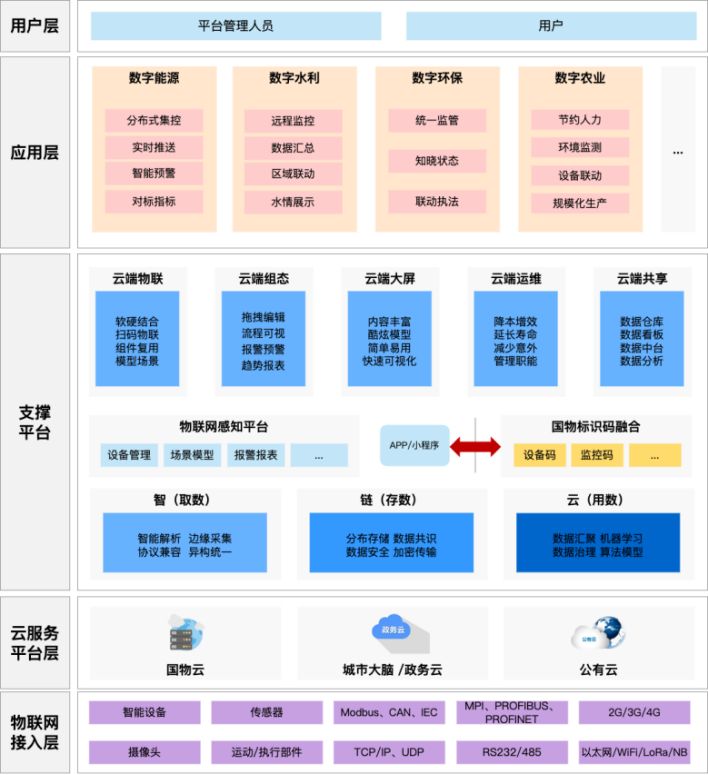 用户层
平台管理人员
用户
应用层
数字能源
分布式集控
实时推送
智能预警
对标指标
数字水利
远程监控
数据汇总
区域联动
水情展示
数字环保
统一监管
知晓状态
联动执法
数字农业
节约人力
环境监测
设备联动
规模化生产
...
支撑
平台
云端物联
软硬结合
扫码物联
组件复用
模型场景
云端组态
拖拽编辑
流程可视
报警预警
趋势报表
云端大屏
内容丰富
酷炫模型
简单易用
快速可视化
云端运维
降本增效
延长寿命
减少意外
管理职能
云端共享
数据仓库
数据看板
数据中台
数据分析
物联网感知平台
设备管理
场景模型
报警报表
...
APP/小程序
国物标识码融合
设备码
监控码
...
智（取数）
智能解析 边缘采集
协议兼容 异构统一
链（存数）
分布存储 数据共识
数据安全 加密传输
云（用数）
数据汇聚 机器学习
数据治理 算法模型
云服务
平台层
国物云
政务云
城市大脑 /政务云
公有云
公有云
物联网
接入层
智能设备
传感器
Modbus、CAN、IEC
MPI、PROFIBUS、
PROFINET
2G/3G/4G
摄像头
运动/执行部件
TCP/IP、UDP
RS232/485
以太网/WiFi/LoRa/NB